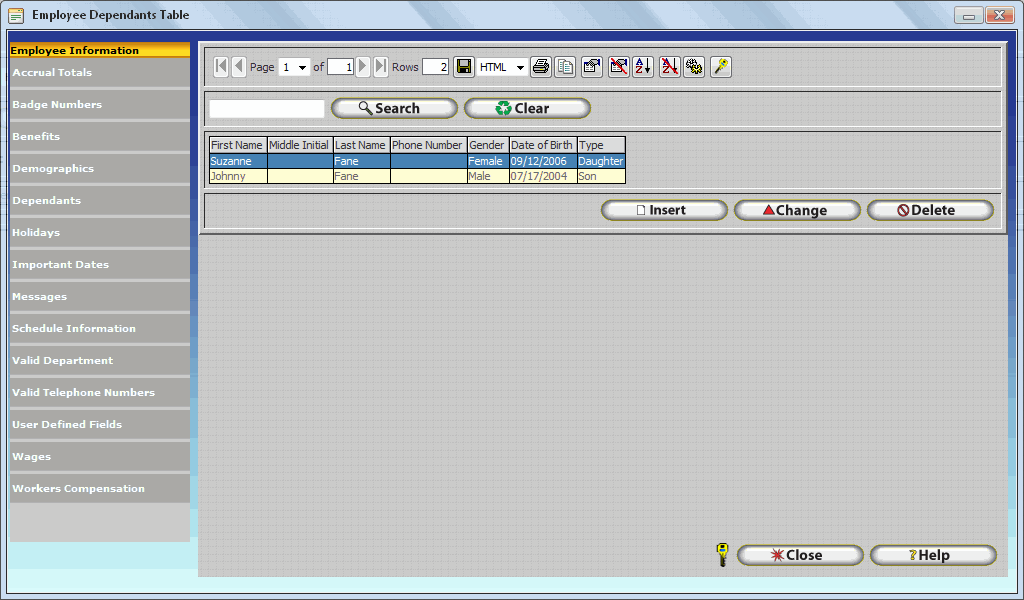 Employee Dependants Table
Employee Information
Accrual Totals
Badge Numbers
Benefits
Demographics
Dependants
Holidays
Important Dates
Messages
Schedule Information
Valid Department
Valid Telephone Numbers
User Defined Fields
Wages
Workers Compensation
Page 1 of 1 Rows 2 HTML
Search Clear
First Name Middle Initial Last Name Phone Number Gender Date of Birth Type
Suzanne Fane Female 09/12/2006 Daughter
Johnny Fane Male 07/17/2004 Son
Insert Change Delete
Close ?Help